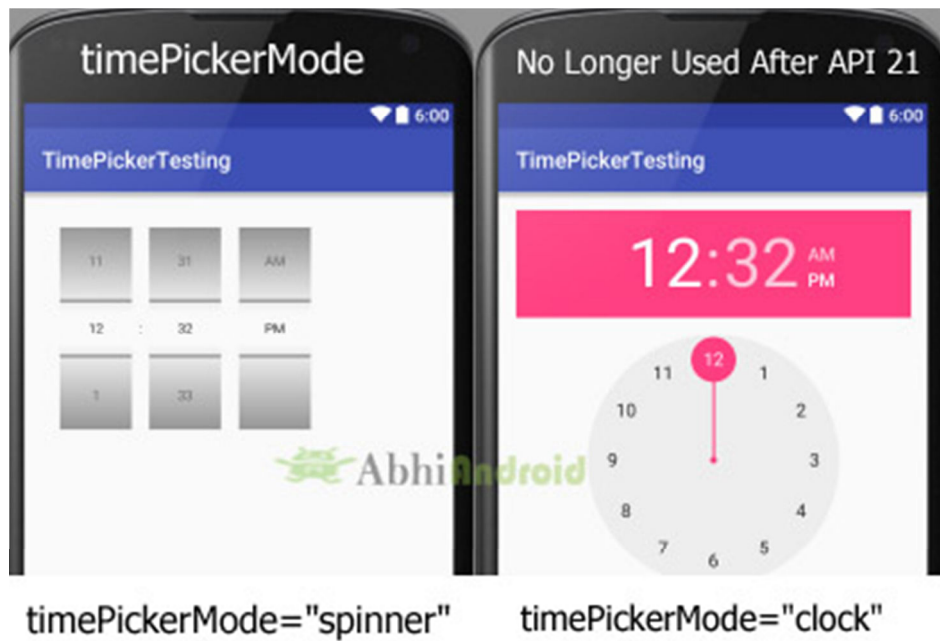 timePickerMode
6:00
TimePickerTesting
11 31 AM
12 : 32 PM
1 33
timePickerMode="spinner"
No Longer Used After API 21
6:00
TimePickerTesting
12:32 AM
PM
12
11 1
10 2
9 3
8 4
7 5
6
timePickerMode="clock"
AbhiAndroid